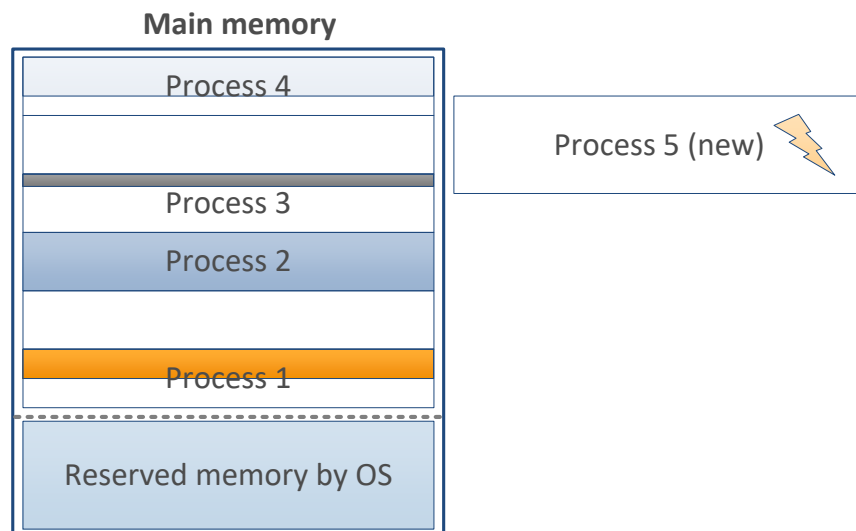 Main memory
Process 4
Process 5 (new)
Process 3
Process 2
Process 1
Reserved memory by OS